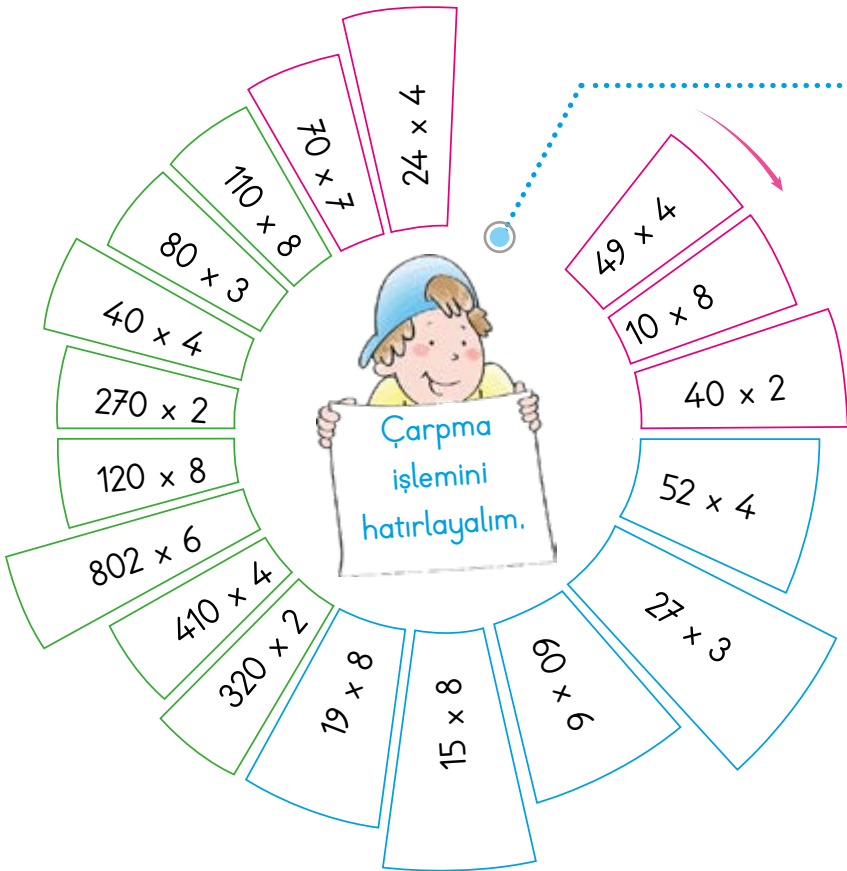 49 x 4
10 x 8
40 x 2
52 x 4
27 x 3
60 x 6
15 x 8
19 x 8
320 x 2
410 x 4
802 x 6
120 x 8
270 x 2
40 x 4
80 x 3
110 x 8
70 x 7
24 x 4
Çarpma
işlemini
hatırlayalım.